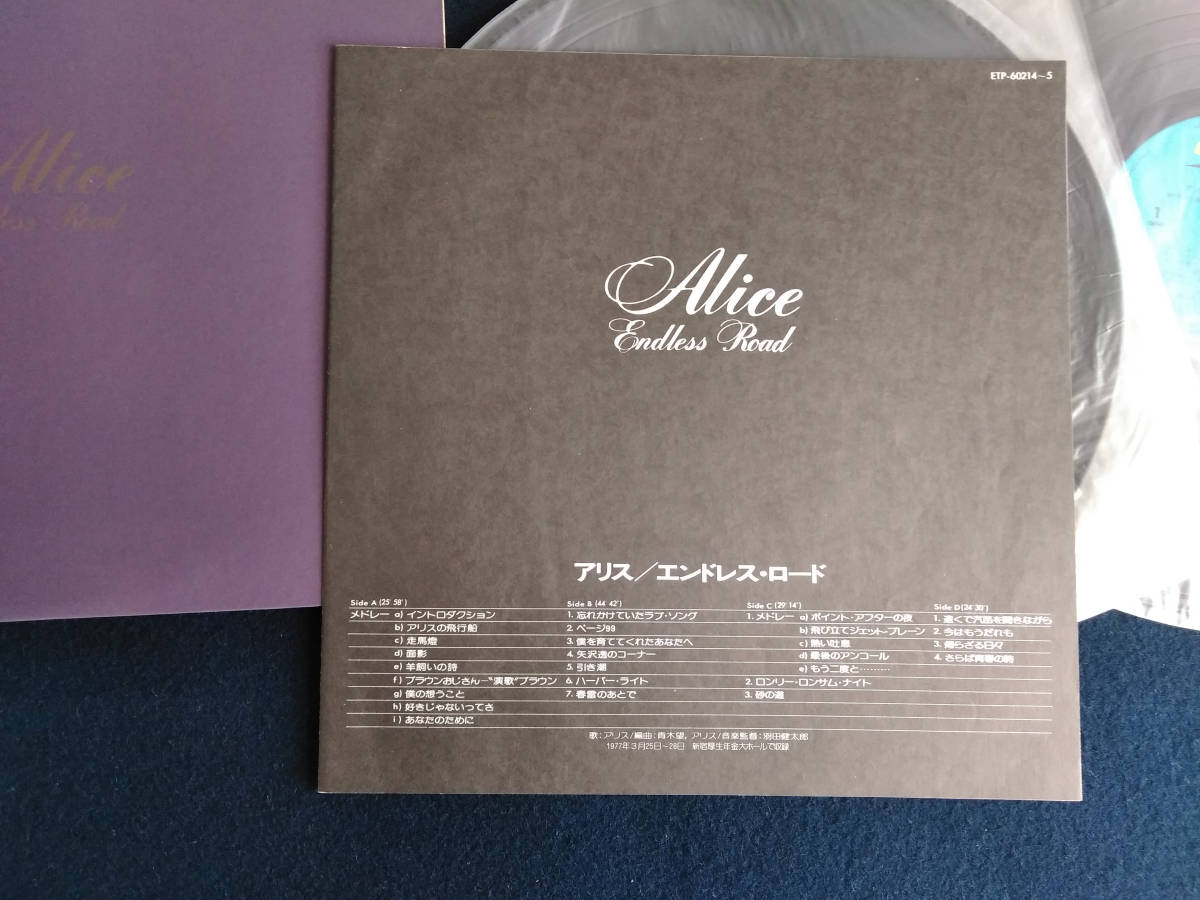 ETP-60214～5
Alice
Road
Alice
Endless Road
アリス／エンドレス・ロード
Side A (25′58″)
メドレー a) イントロダクション
b) アリスの飛行船
c) 走馬燈
d) 面影
e) 羊飼いの詩
f) ブラウンおじさん―“演歌”ブラウン
g) 僕の想うこと
h) 好きじゃないってさ
i) あなたのために
Side B (44′42″)
1. 忘れかけていたラブ・ソング
2. ページ99
3. 僕を育ててくれたあなたへ
4. 矢沢透のコーナー
5. 引き潮
6. ハーバー・ライト
7. 春雷のあとで
Side C (29′14″)
1. メドレー a) ポイント・アフターの夜
b) 飛び立てジェット・プレーン
c) 熱い吐息
d) 最後のアンコール
e) もう二度と………
2. ロンリー・ロンサム・ナイト
3. 砂の道
Side D (24′30″)
1. 遠くで汽笛を聞きながら
2. 今はもうだれも
3. 帰らざる日々
4. さらば青春の時
歌：アリス/編曲：青木望，アリス/音楽監督：別田健太郎
1977年3月25日～26日 新宿厚生年金大ホールで収録